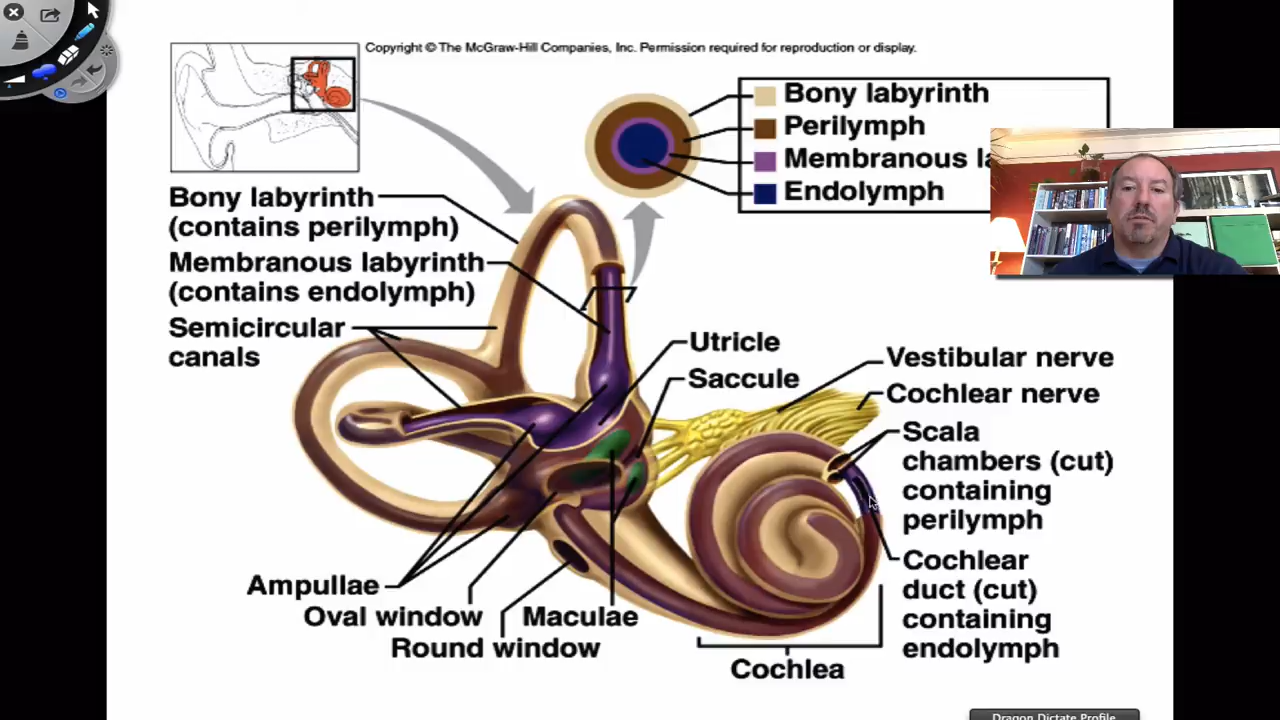 Copyright © The McGraw-Hill Companies, Inc. Permission required for reproduction or display.
Bony labyrinth
Perilymph
Membranous la
Endolymph
Bony labyrinth
(contains perilymph)
Membranous labyrinth
(contains endolymph)
Semicircular
canals
Utricle
Saccule
Vestibular nerve
Cochlear nerve
Scala
chambers (cut)
containing
perilymph
Cochlear
duct (cut)
containing
endolymph
Ampullae
Oval window
Round window
Maculae
Cochlea
Dragon Dictate Profile